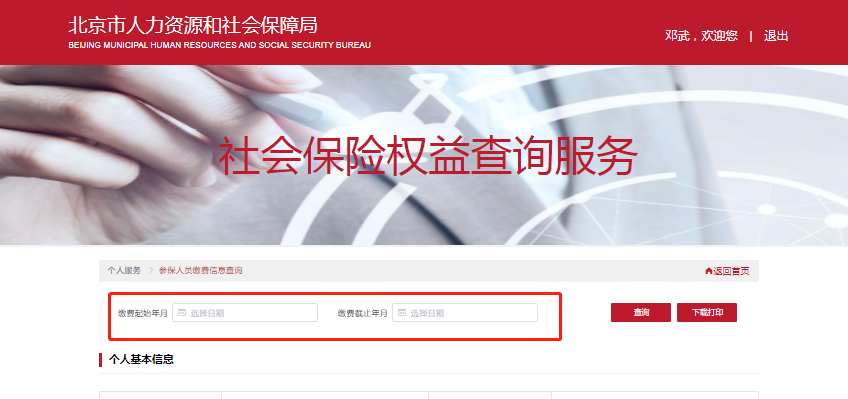 北京市人力资源和社会保障局
BEIJING MUNICIPAL HUMAN RESOURCES AND SOCIAL SECURITY BUREAU
邓武，欢迎您 | 退出
社会保险权益查询服务
个人服务 > 参保人员缴费信息查询 返回首页
缴费起始年月 选择日期 缴费截止年月 选择日期 查询 下载打印
个人基本信息